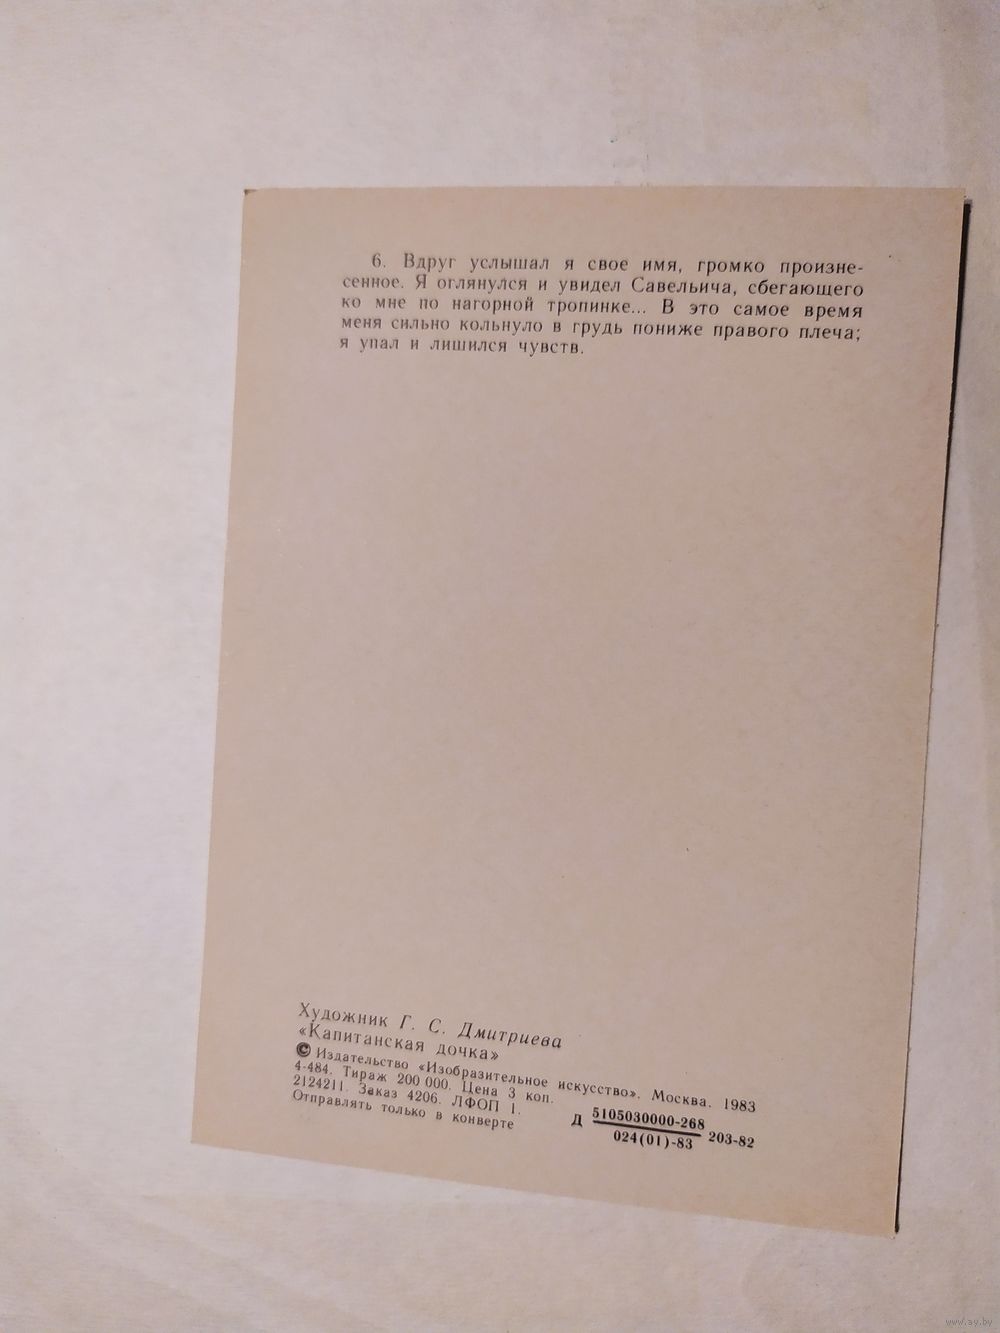 6. Вдруг услышал я свое имя, громко произне-
сенное. Я оглянулся и увидел Савельича, сбегающего
ко мне по нагорной тропинке... В это самое время
меня сильно кольнуло в грудь пониже правого плеча;
я упал и лишился чувств.
Художник Г. С. Дмитриева
«Капитанская дочка»
© Издательство «Изобразительное искусство». Москва. 1983
4-484. Тираж 200 000. Цена 3 коп.
2124211. Заказ 4206. ЛФОП 1.
Отправлять только в конверте
Д 5105030000-268
024(01)-83 203-82
www.ay.by